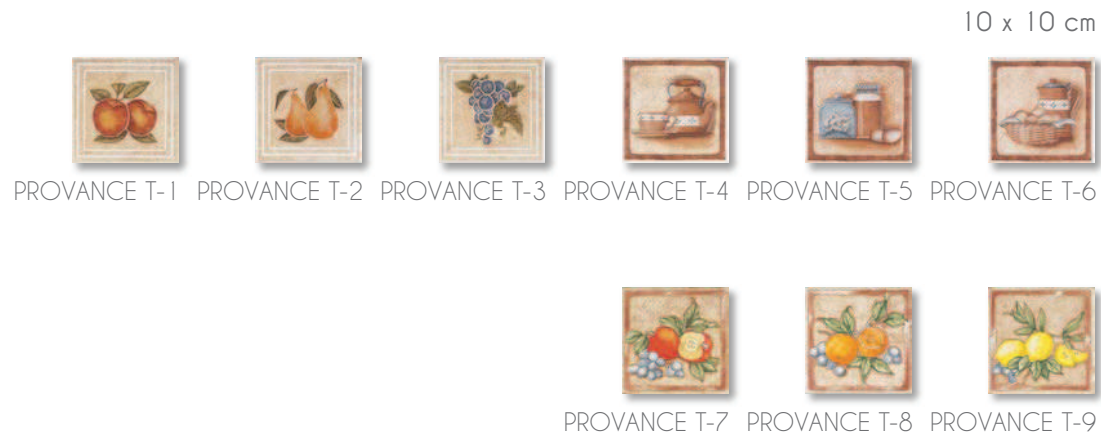 10 x 10 cm
PROVANCE T-1 PROVANCE T-2 PROVANCE T-3 PROVANCE T-4 PROVANCE T-5 PROVANCE T-6
PROVANCE T-7 PROVANCE T-8 PROVANCE T-9